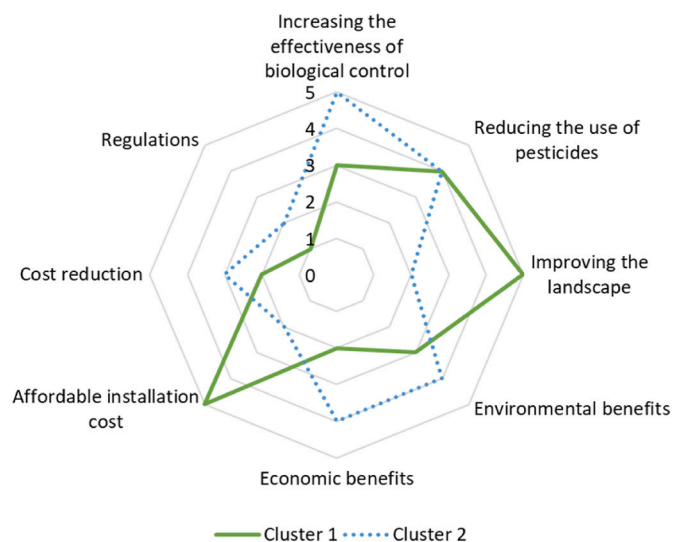 Increasing the
effectiveness of
biological control
5
4
3
2
1
0
Reducing the use of
pesticides
Improving the
landscape
Environmental benefits
Economic benefits
Affordable installation
cost
Cost reduction
Regulations
Cluster 1
Cluster 2